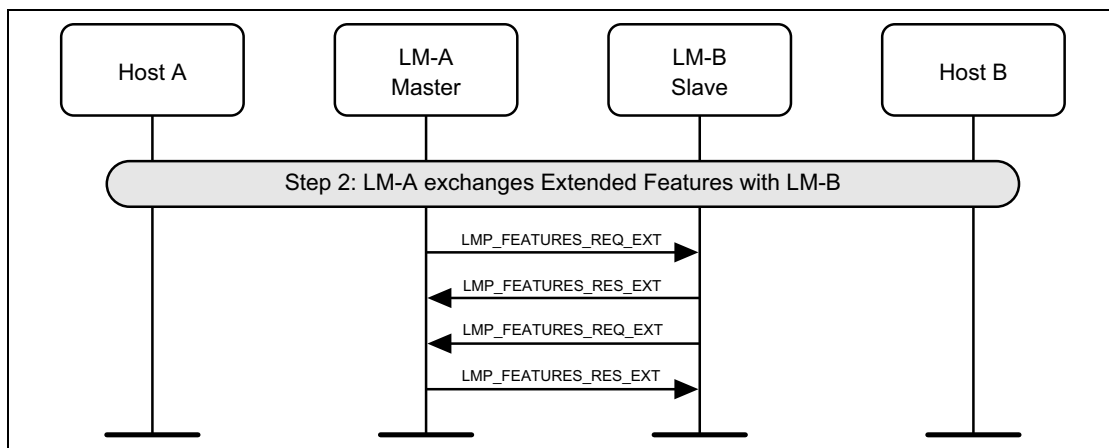 Host A
LM-A
Master
LM-B
Slave
Host B
Step 2: LM-A exchanges Extended Features with LM-B
LMP_FEATURES_REQ_EXT
LMP_FEATURES_RES_EXT
LMP_FEATURES_REQ_EXT
LMP_FEATURES_RES_EXT